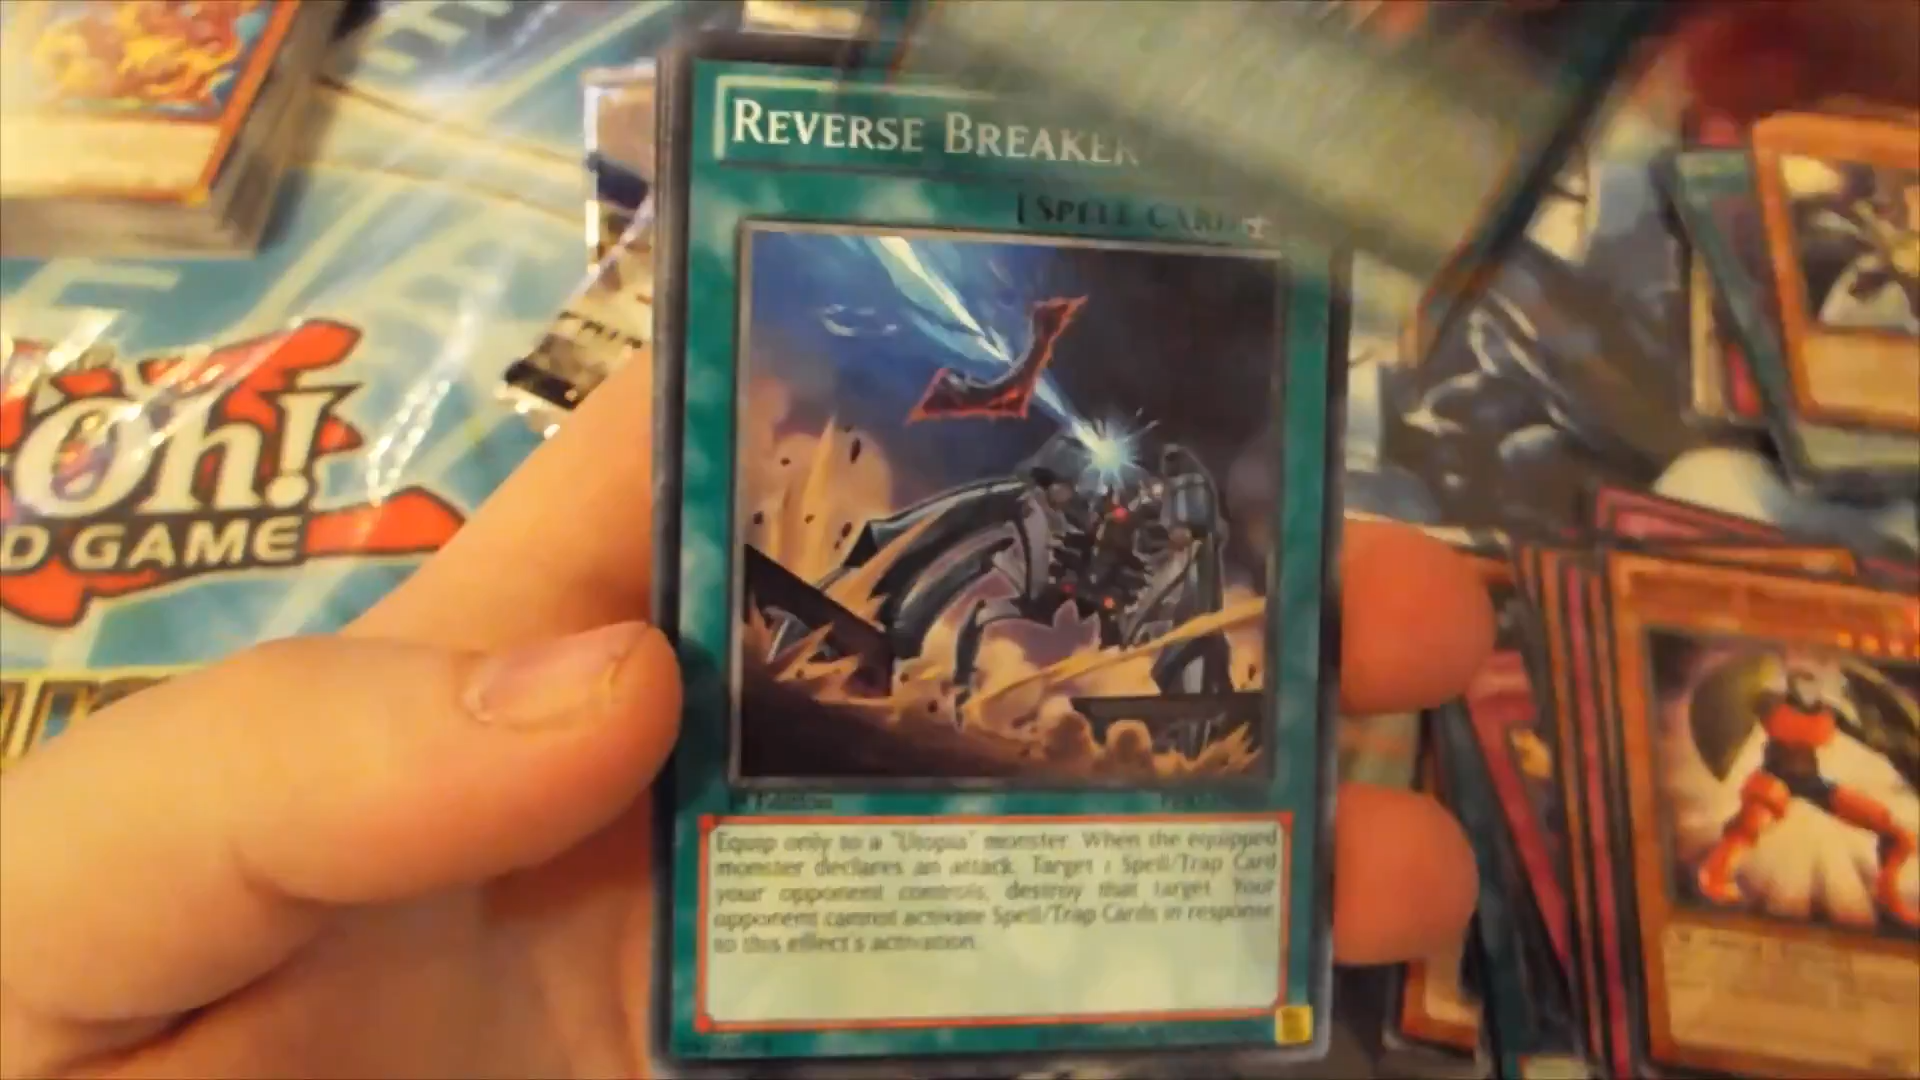 REVERSE BREAKER
[SPELL CARD
Oh!
D GAME
1st Edition
Equip only to a "Utopia" monster. When the equipped
monster declares an attack: Target 1 Spell/Trap Card
your opponent controls; destroy that target. Your
opponent cannot activate Spell/Trap Cards in response
to this effect's activation.